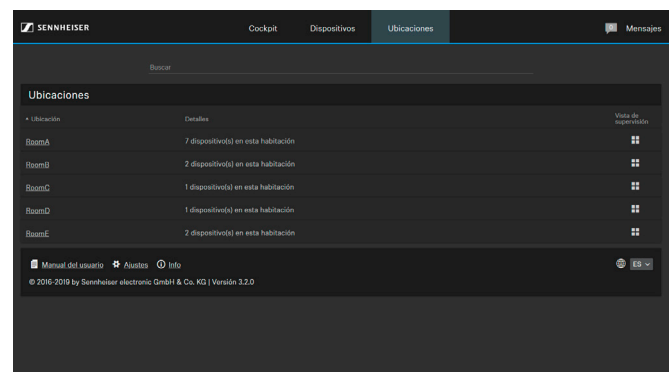 SENNHEISER
Cockpit
Dispositivos
Ubicaciones
0
Mensajes
Buscar
Ubicaciones
Ubicación
Detalles
Vista de
supervisión
RoomA
7 dispositivo(s) en esta habitación
RoomB
2 dispositivo(s) en esta habitación
RoomC
1 dispositivo(s) en esta habitación
RoomD
1 dispositivo(s) en esta habitación
RoomE
2 dispositivo(s) en esta habitación
Manual del usuario Ajustes Info
ES
© 2016-2019 by Sennheiser electronic GmbH & Co. KG | Versión 3.2.0